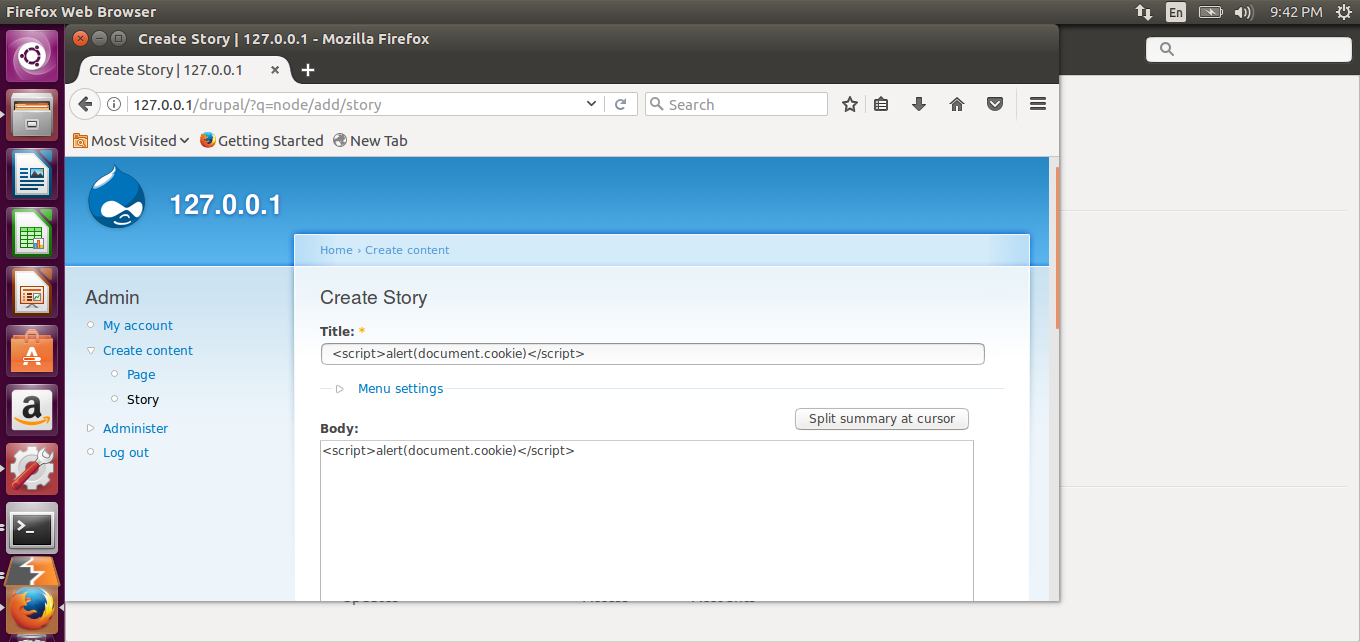 Firefox Web Browser
En
9:42 PM
Create Story | 127.0.0.1 - Mozilla Firefox
Create Story | 127.0.0.1
127.0.0.1/drupal/?q=node/add/story
Search
Most Visited
Getting Started
New Tab
127.0.0.1
Home › Create content
Admin
My account
Create content
Page
Story
Administer
Log out
Create Story
Title: *
<script>alert(document.cookie)</script>
Menu settings
Split summary at cursor
Body:
<script>alert(document.cookie)</script>